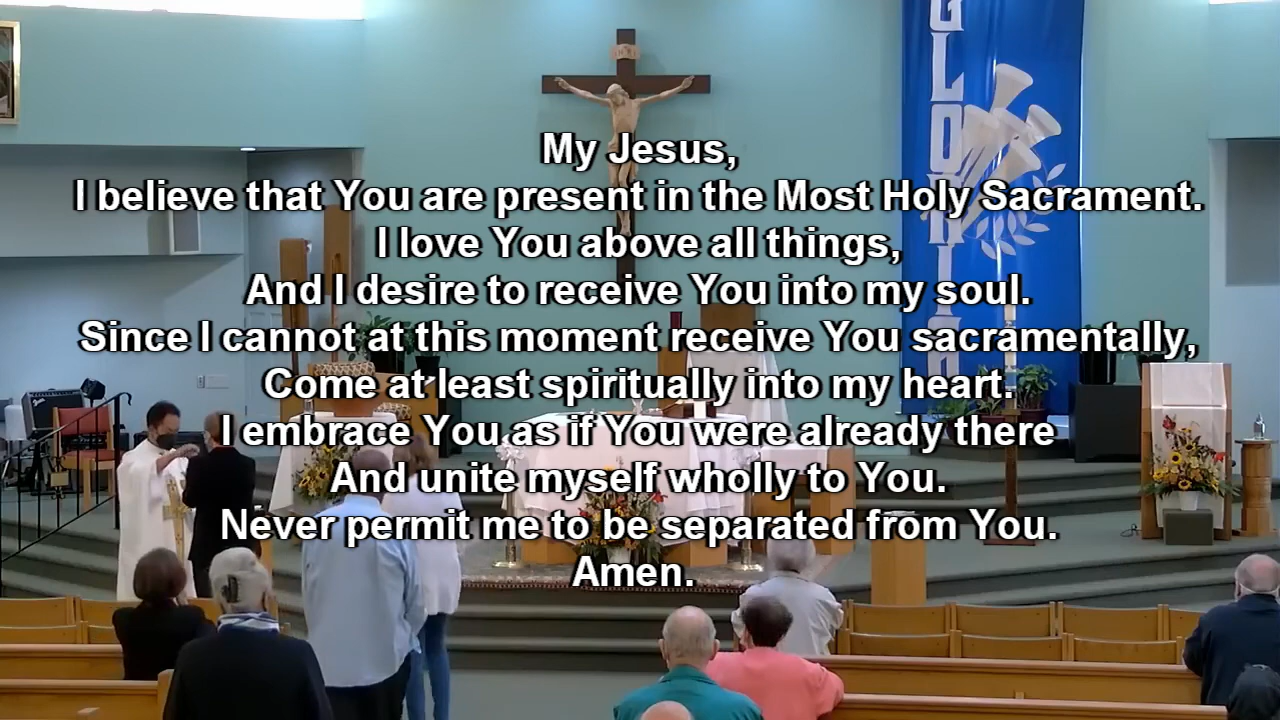 GLORIA
INRI
My Jesus,
I believe that You are present in the Most Holy Sacrament.
I love You above all things,
And I desire to receive You into my soul.
Since I cannot at this moment receive You sacramentally,
Come at least spiritually into my heart.
I embrace You as if You were already there
And unite myself wholly to You.
Never permit me to be separated from You.
Amen.